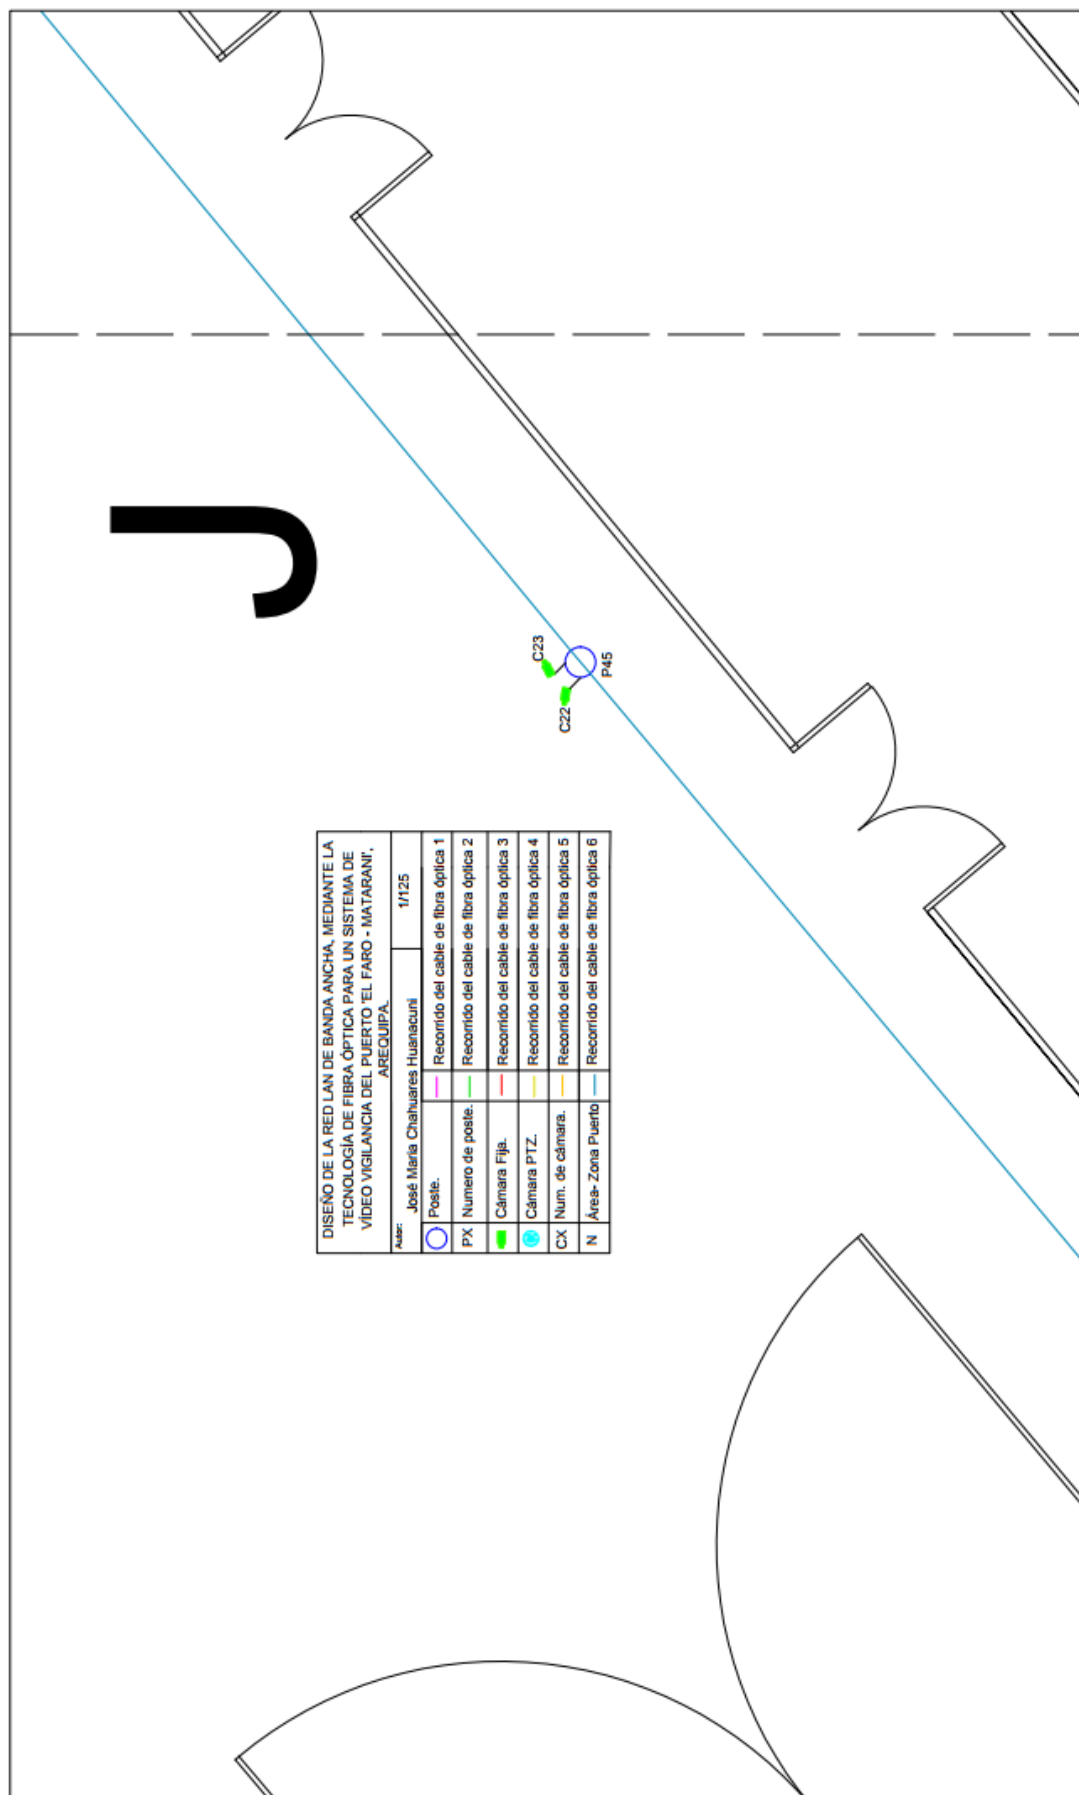 J
C23
C22
P45
DISEÑO DE LA RED LAN DE BANDA ANCHA, MEDIANTE LA
TECNOLOGÍA DE FIBRA ÓPTICA PARA UN SISTEMA DE
VÍDEO VIGILANCIA DEL PUERTO 'EL FARO - MATARANI',
AREQUIPA.
Autor:
José María Chahuares Huanacuni
1/125
Poste. Recorrido del cable de fibra óptica 1
PX Numero de poste. Recorrido del cable de fibra óptica 2
Cámara Fija. Recorrido del cable de fibra óptica 3
Cámara PTZ. Recorrido del cable de fibra óptica 4
CX Num. de cámara. Recorrido del cable de fibra óptica 5
N Área- Zona Puerto Recorrido del cable de fibra óptica 6